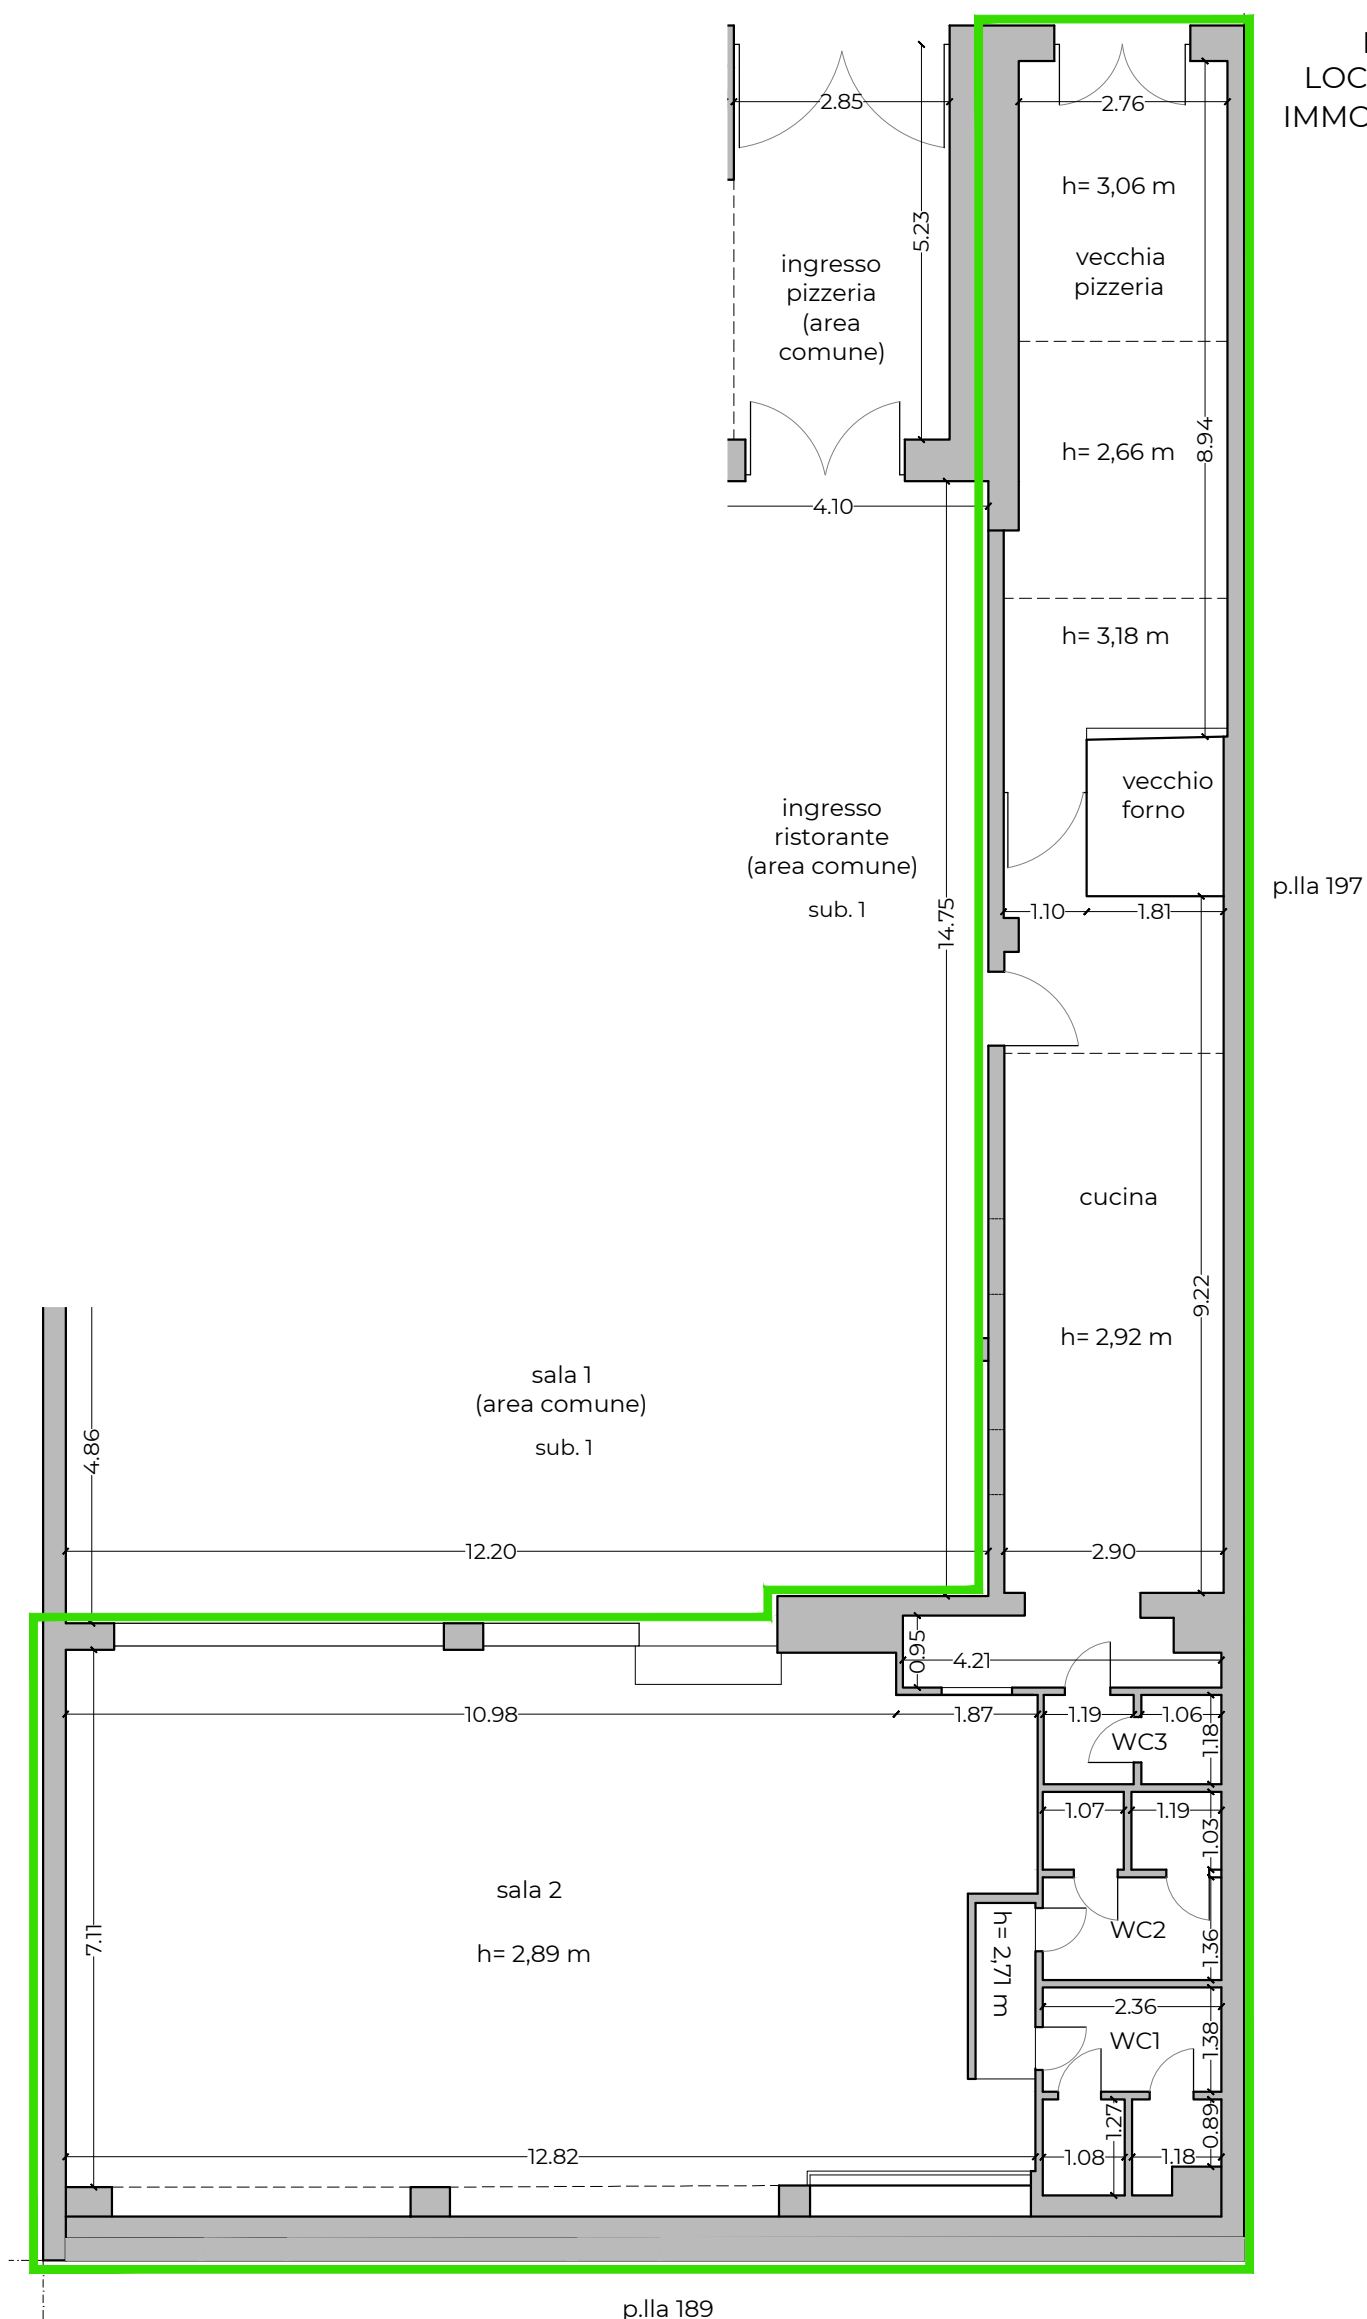 LOC
IMMO
2.85
2.76
h= 3,06 m
5.23
vecchia
pizzeria
ingresso
pizzeria
(area
comune)
8.94
h= 2,66 m
4.10
h= 3,18 m
vecchio
forno
ingresso
ristorante
(area comune)
sub. 1
p.lla 197
14.75
1.10
1.81
cucina
9.22
h= 2,92 m
sala 1
(area comune)
sub. 1
4.86
12.20
2.90
0.95
4.21
10.98
1.87
1.19
1.06
WC3
1.18
1.07
1.19
1.03
sala 2
7.11
h= 2,89 m
h= 2,71 m
WC2
1.36
2.36
WC1
1.38
1.27
0.89
12.82
1.08
1.18
p.lla 189